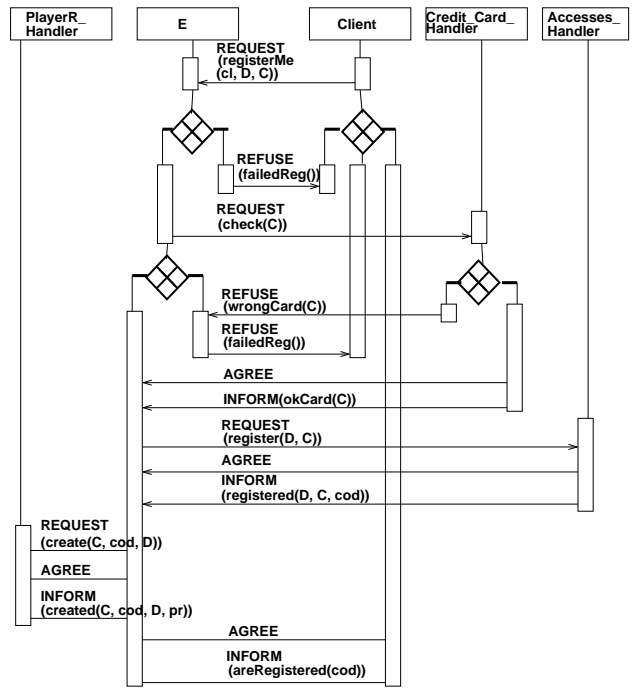 PlayerR_
Handler
E
Client
Credit_Card_
Handler
Accesses_
Handler
REQUEST
(registerMe
(cl, D, C))
REFUSE
(failedReg())
REQUEST
(check(C))
REFUSE
(wrongCard(C))
REFUSE
(failedReg())
AGREE
INFORM(okCard(C))
REQUEST
(register(D, C))
AGREE
INFORM
(registered(D, C, cod))
REQUEST
(create(C, cod, D))
AGREE
INFORM
(created(C, cod, D, pr))
AGREE
INFORM
(areRegistered(cod))